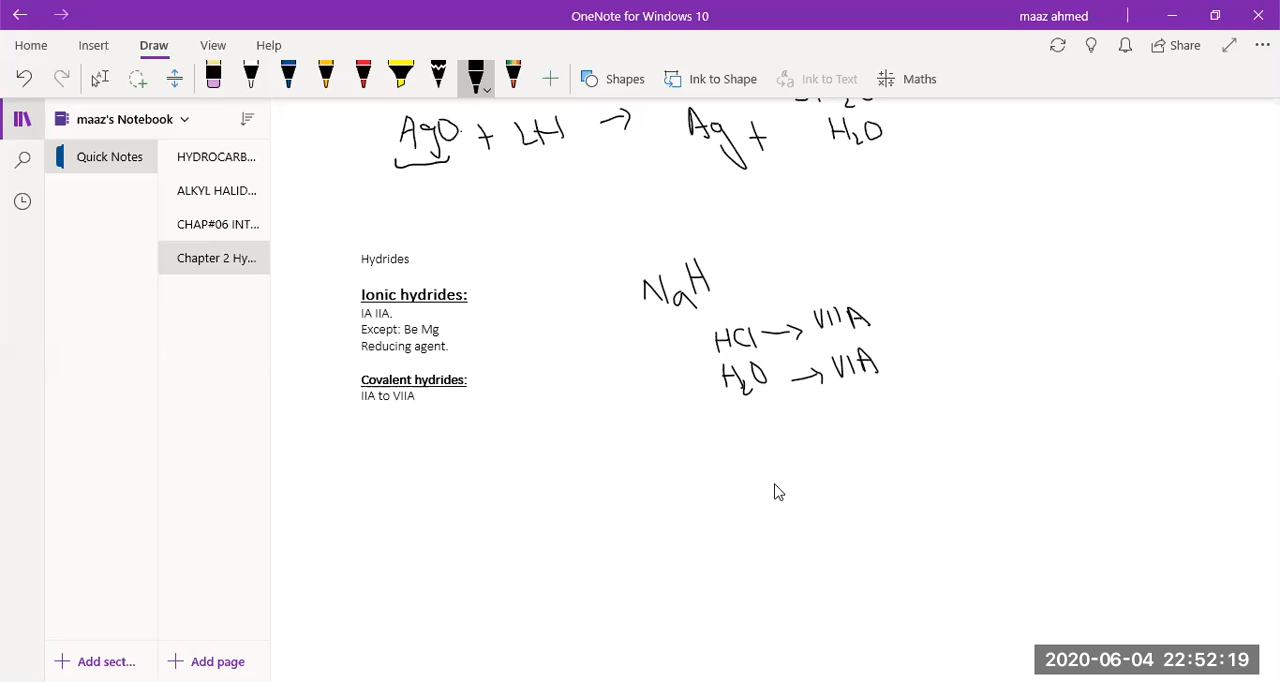 OneNote for Windows 10
maaz ahmed
Home Insert Draw View Help
Share
Shapes Ink to Shape Ink to Text Maths
maaz's Notebook
Quick Notes
HYDROCARB...
ALKYL HALID...
CHAP#06 INT...
Chapter 2 Hy...
AgO + 2H → Ag + H₂O
Hydrides
Ionic hydrides:
IA IIA.
Except: Be Mg
Reducing agent.
Covalent hydrides:
IIA to VIIA
NaH
HCl → VIIA
H₂O → VIA
Add sect...
Add page
2020-06-04 22:52:19